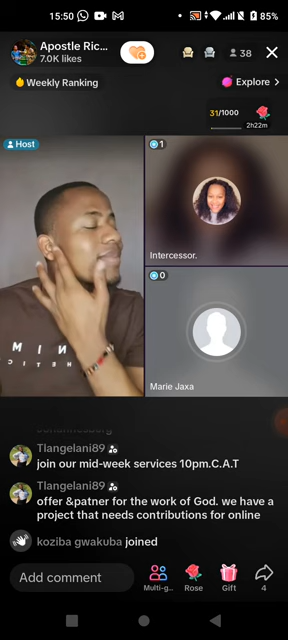 15:50
85%
Apostle Ric...
7.0K likes
38
Weekly Ranking
Explore >
31/1000
2h22m
Host
1
Intercessor.
0
Marie Jaxa
Tlangelani89
join our mid-week services 10pm.C.A.T
Tlangelani89
offer &patner for the work of God. we have a
project that needs contributions for online
koziba gwakuba joined
Add comment
Multi-g...
Rose
Gift
4